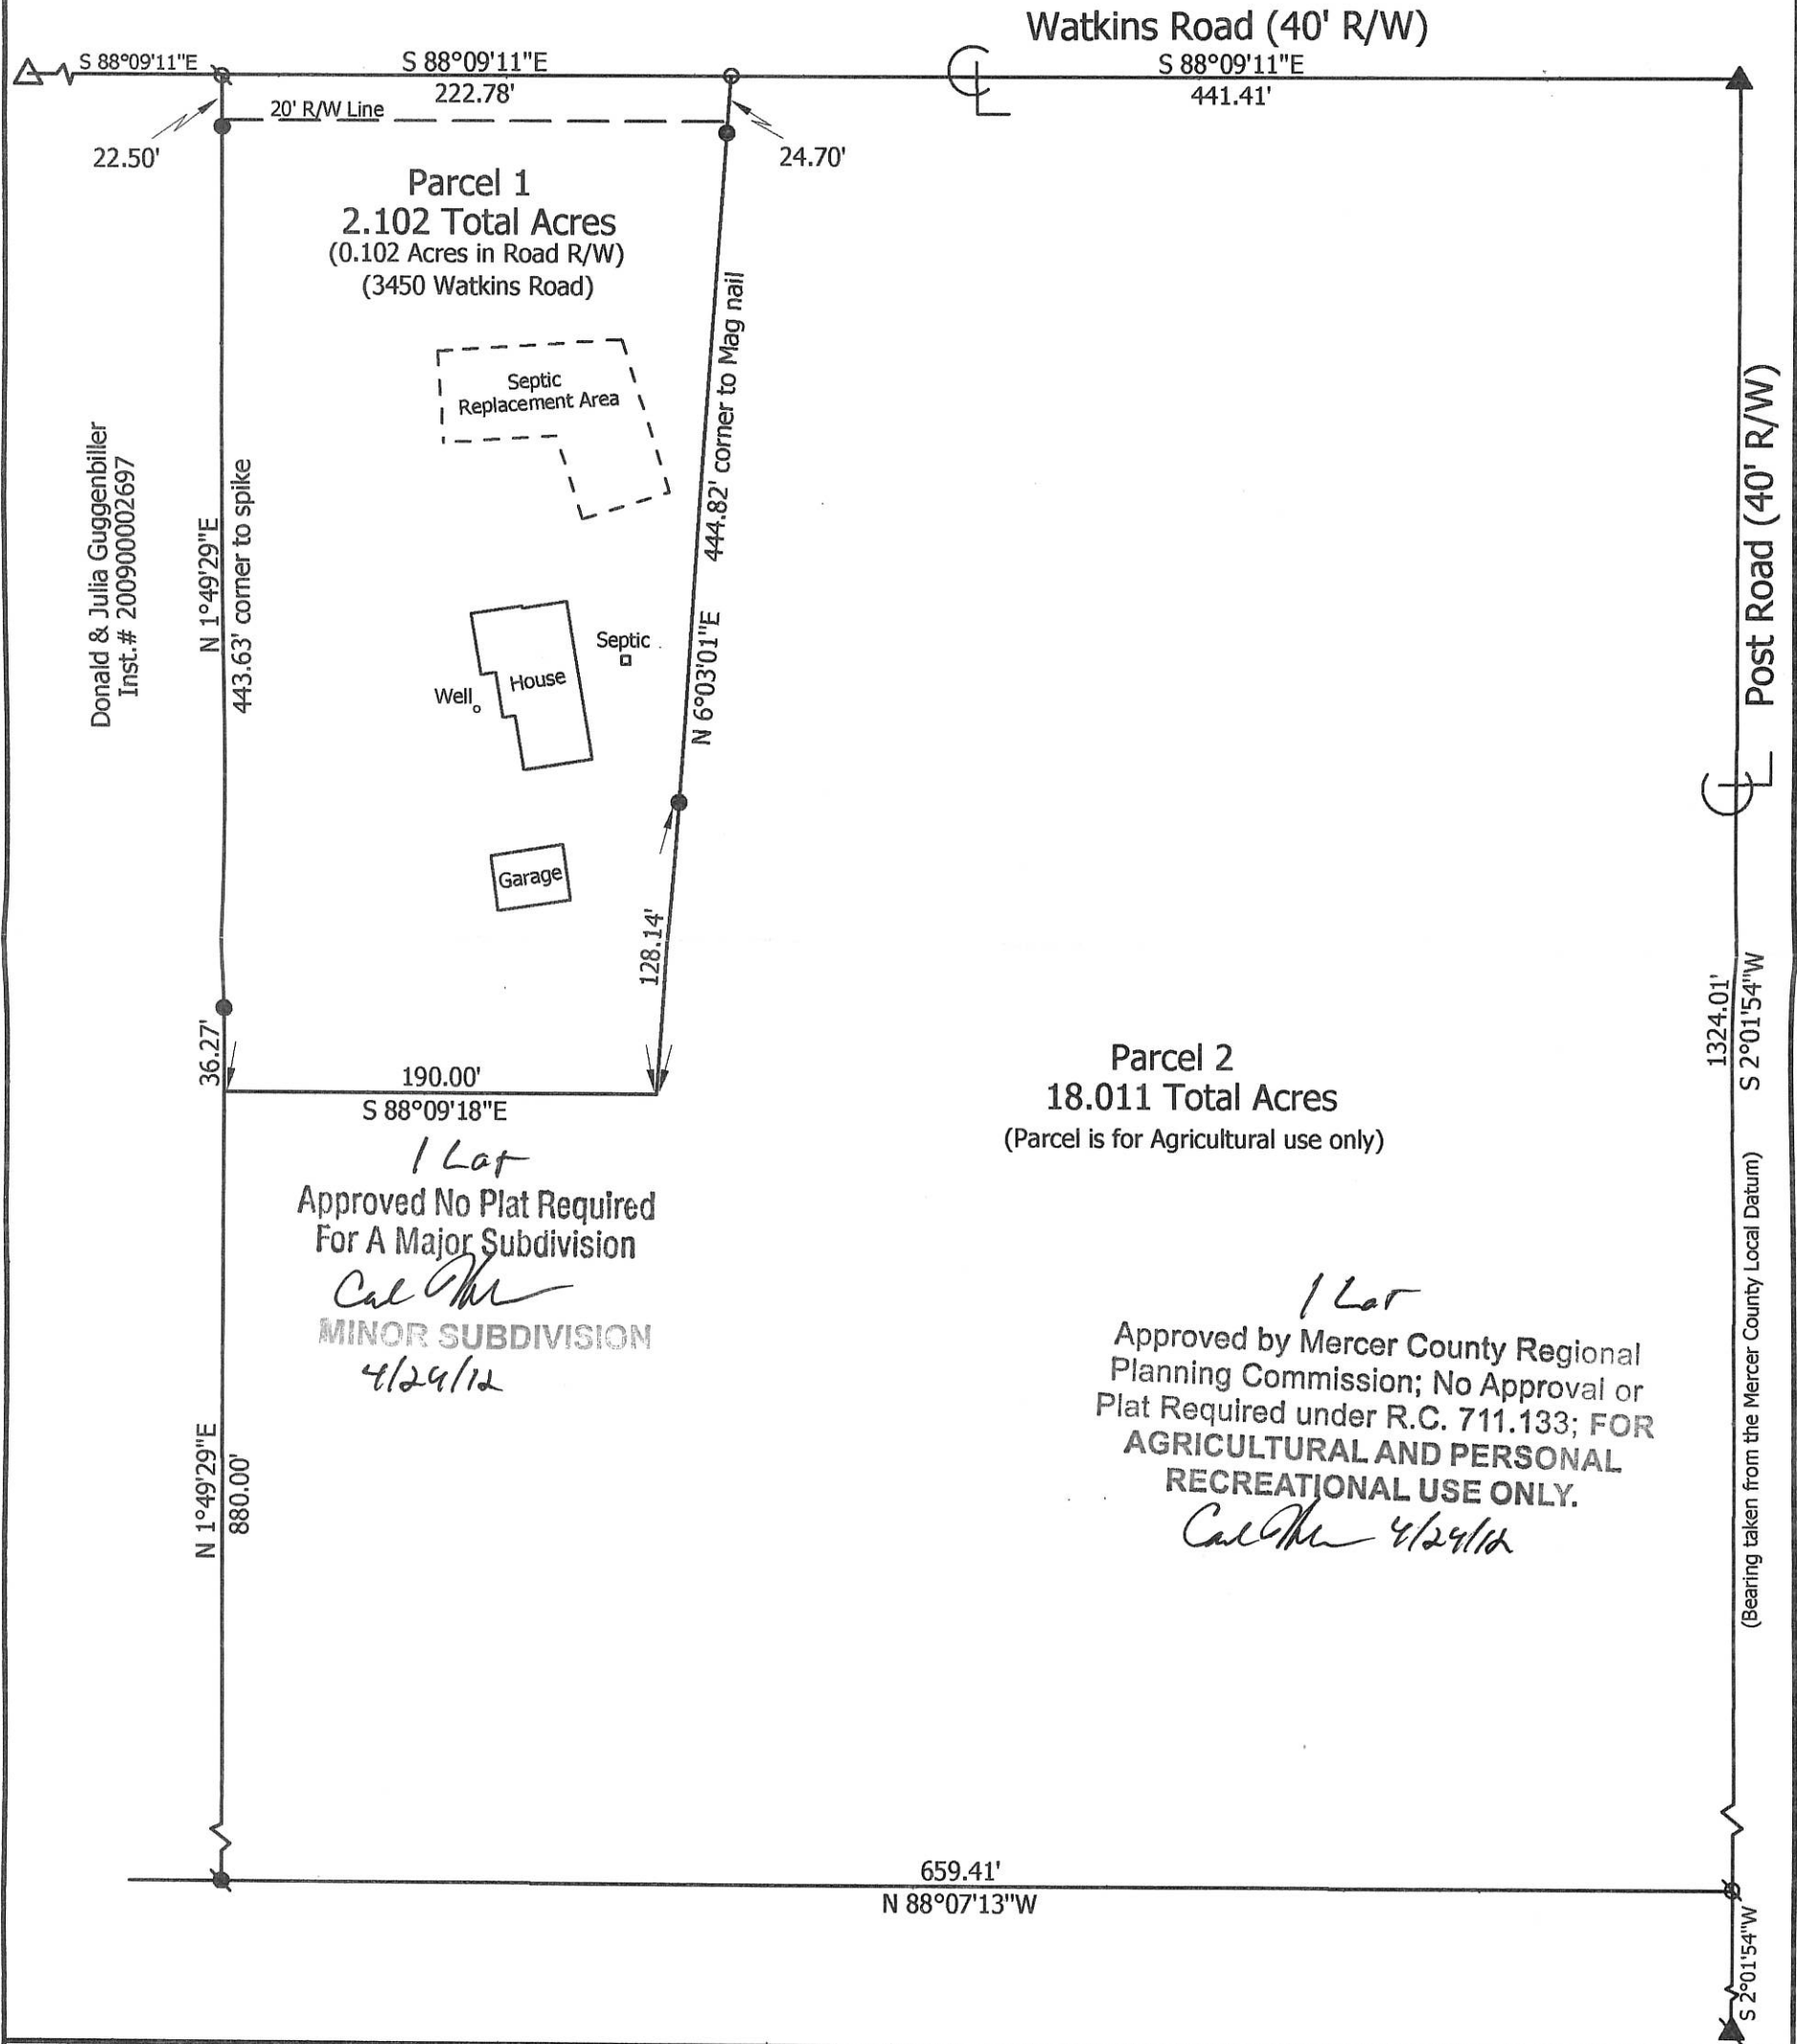 Watkins Road (40' R/W)
S 88°09'11"E
S 88°09'11"E
222.78'
S 88°09'11"E
441.41'
20' R/W Line
22.50'
24.70'
Parcel 1
2.102 Total Acres
(0.102 Acres in Road R/W)
(3450 Watkins Road)
Septic
Replacement Area
444.82' corner to Mag nail
N 6°03'01"E
Donald & Julia Guggenbiller
Inst.# 200900002697
N 1°49'29"E
443.63' corner to spike
Post Road (40' R/W)
Septic
Well
House
Garage
128.14'
36.27'
190.00'
S 88°09'18"E
Parcel 2
18.011 Total Acres
(Parcel is for Agricultural use only)
1324.01'
S 2°01'54"W
(Bearing taken from the Mercer County Local Datum)
1 Lot
Approved No Plat Required
For A Major Subdivision
MINOR SUBDIVISION
4/24/12
1 Lot
Approved by Mercer County Regional
Planning Commission; No Approval or
Plat Required under R.C. 711.133; FOR
AGRICULTURAL AND PERSONAL
RECREATIONAL USE ONLY.
4/24/12
N 1°49'29"E
880.00'
659.41'
N 88°07'13"W
S 2°01'54"W